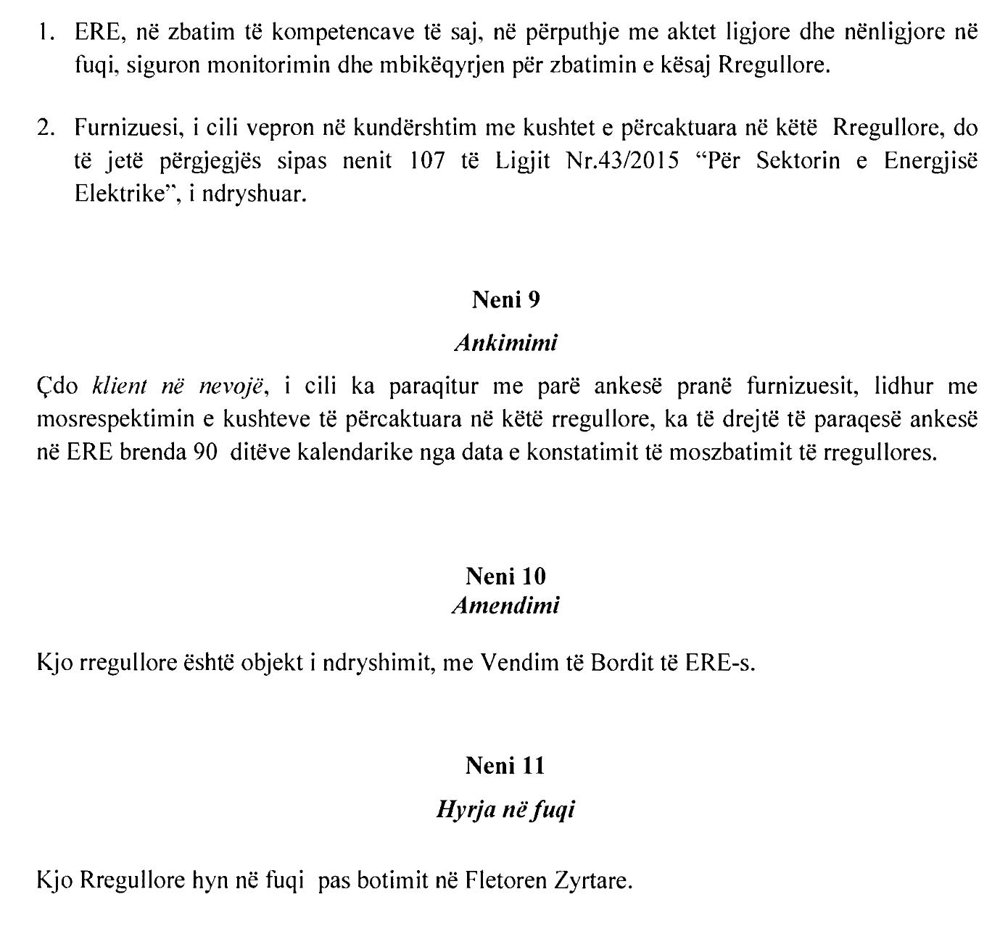 1. ERE, në zbatim të kompetencave të saj, në përputhje me aktet ligjore dhe nënligjore në
fuqi, siguron monitorimin dhe mbikëqyrjen për zbatimin e kësaj Rregullore.
2. Furnizuesi, i cili vepron në kundërshtim me kushtet e përcaktuara në këtë Rregullore, do
të jetë përgjegjës sipas nenit 107 të Ligjit Nr.43/2015 “Për Sektorin e Energjisë
Elektrike”, i ndryshuar.
Neni 9
Ankimimi
Çdo klient në nevojë, i cili ka paraqitur me parë ankesë pranë furnizuesit, lidhur me
mosrespektimin e kushteve të përcaktuara në këtë rregullore, ka të drejtë të paraqesë ankesë
në ERE brenda 90 ditëve kalendarike nga data e konstatimit të moszbatimit të rregullores.
Neni 10
Amendimi
Kjo rregullore është objekt i ndryshimit, me Vendim të Bordit të ERE-s.
Neni 11
Hyrja në fuqi
Kjo Rregullore hyn në fuqi pas botimit në Fletoren Zyrtare.